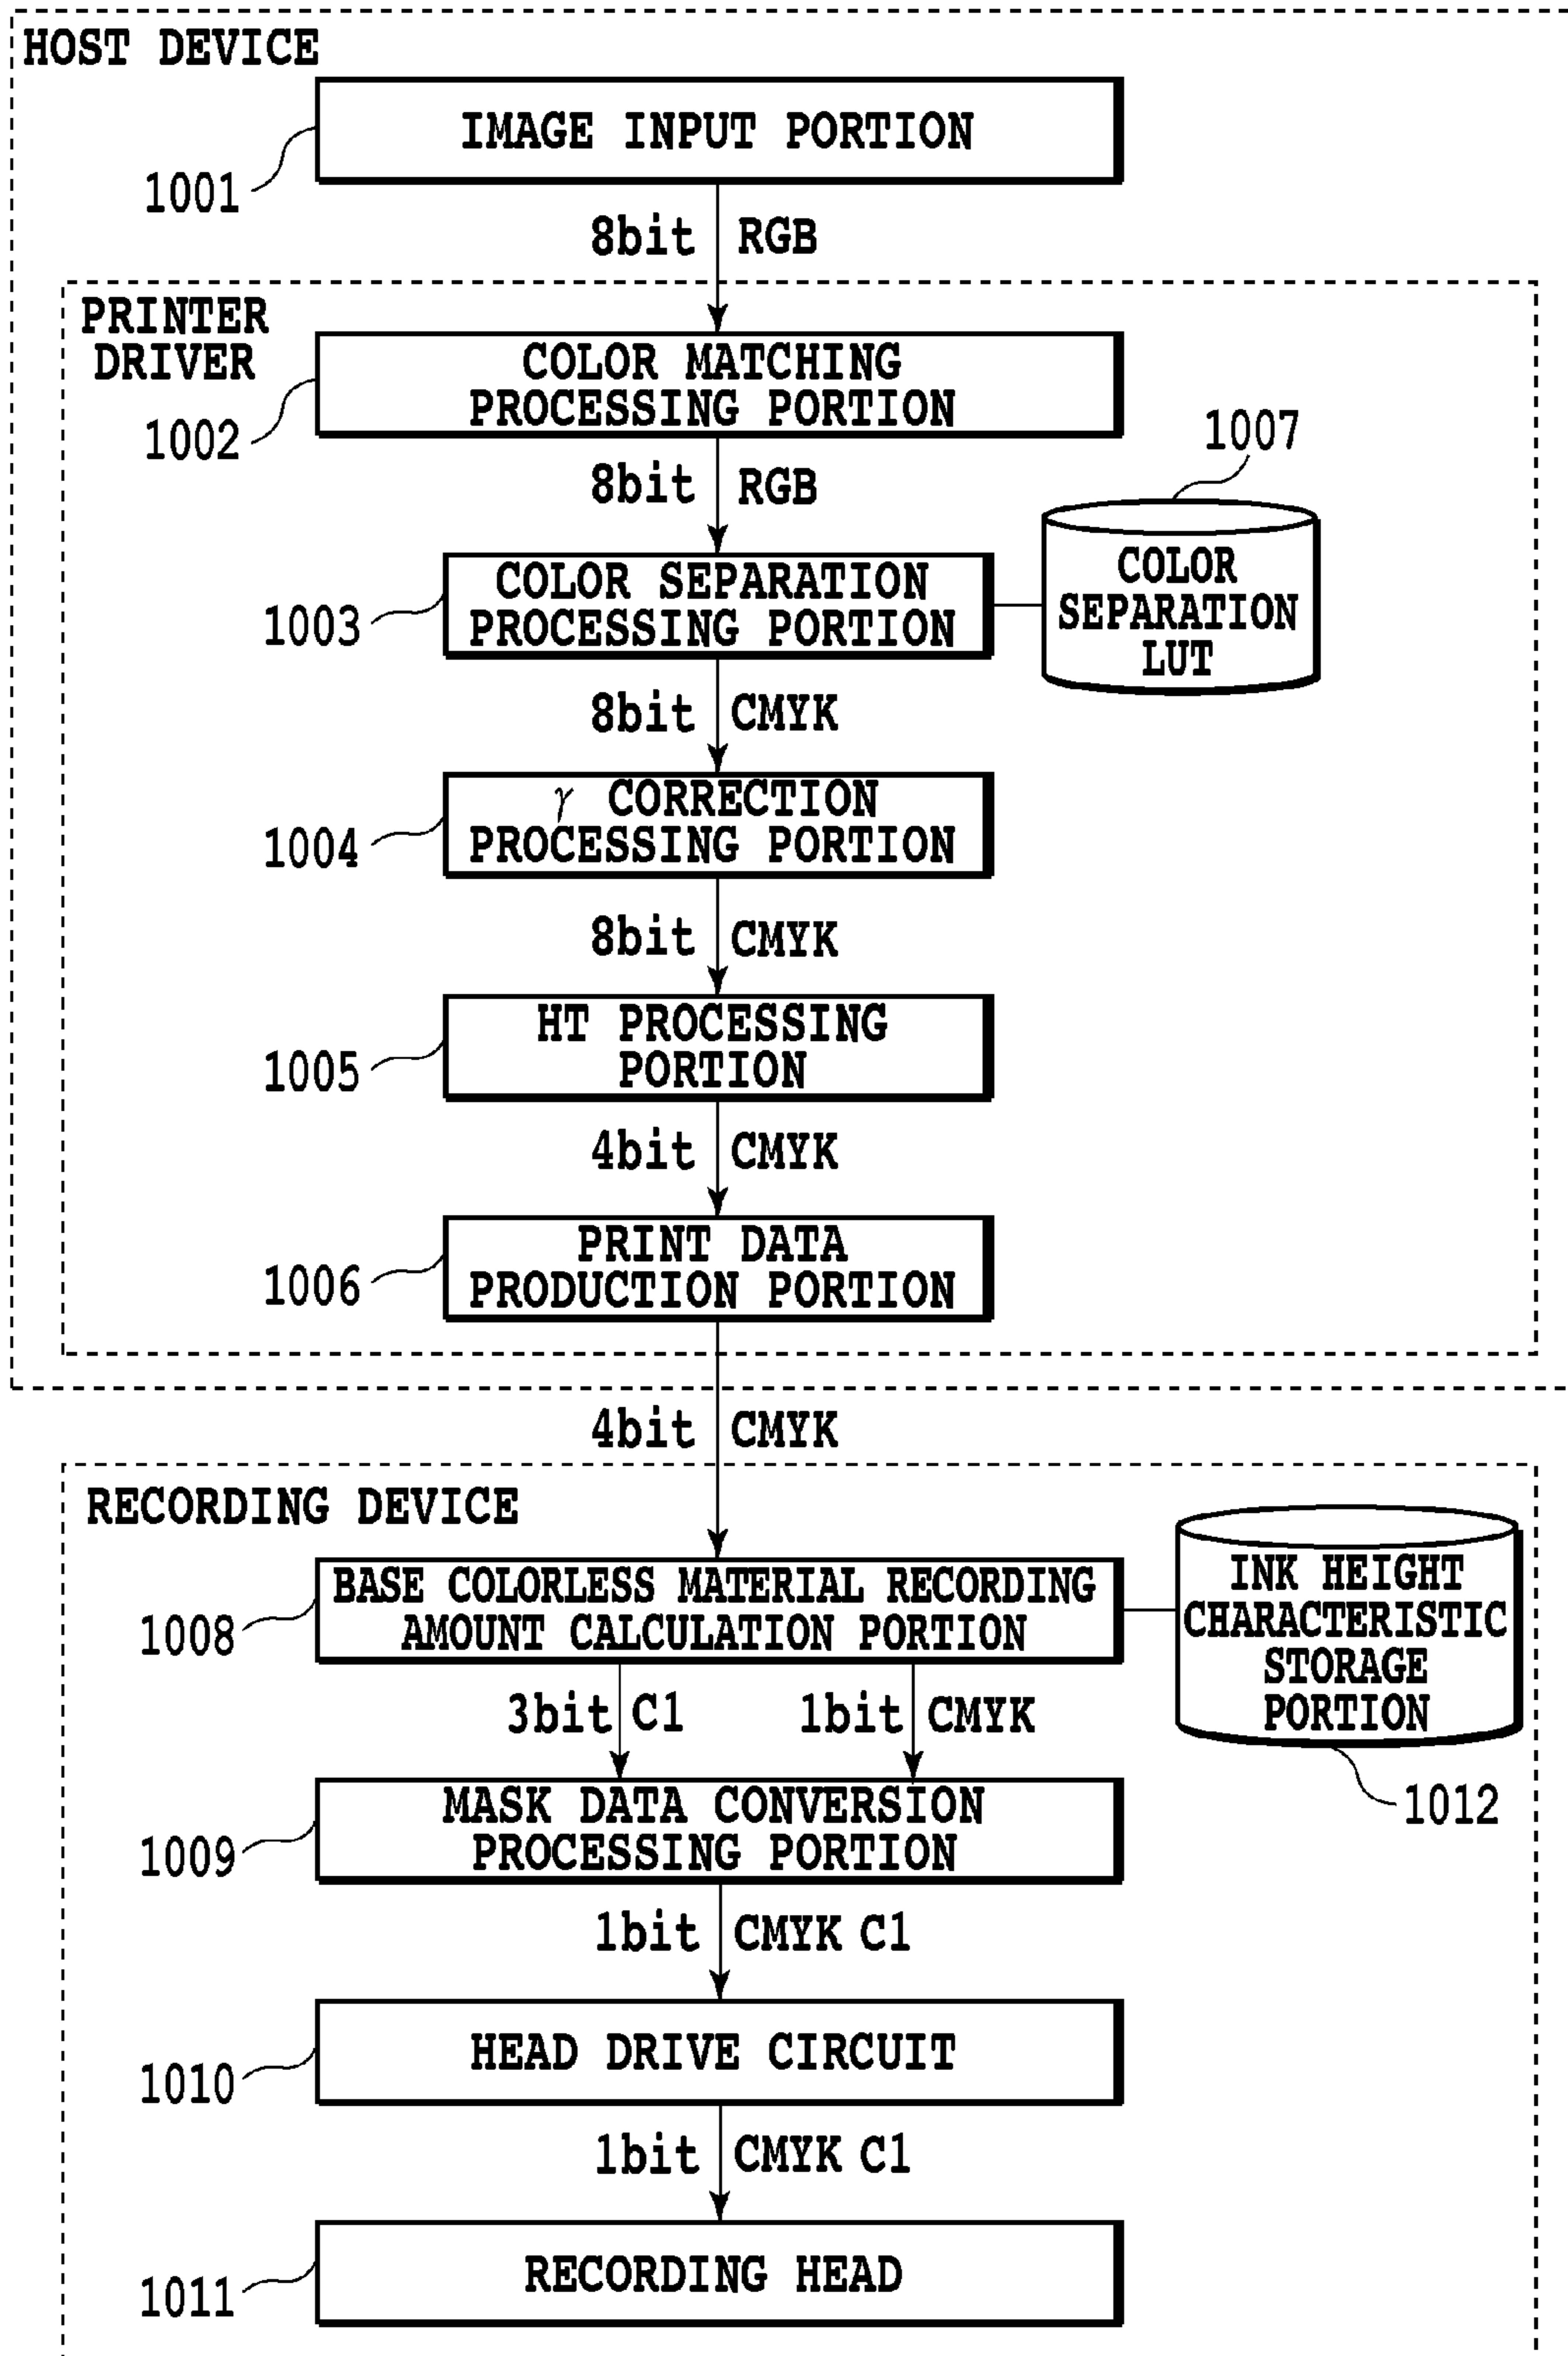 HOST DEVICE
IMAGE INPUT PORTION
1001
8bit RGB
PRINTER
DRIVER
COLOR MATCHING
PROCESSING PORTION
1002
8bit RGB
1007
COLOR SEPARATION
PROCESSING PORTION
1003
COLOR
SEPARATION
LUT
8bit CMYK
γ CORRECTION
PROCESSING PORTION
1004
8bit CMYK
HT PROCESSING
PORTION
1005
4bit CMYK
PRINT DATA
PRODUCTION PORTION
1006
4bit CMYK
RECORDING DEVICE
BASE COLORLESS MATERIAL RECORDING
AMOUNT CALCULATION PORTION
1008
INK HEIGHT
CHARACTERISTIC
STORAGE
PORTION
1012
3bit C1 1bit CMYK
MASK DATA CONVERSION
PROCESSING PORTION
1009
1bit CMYK C1
HEAD DRIVE CIRCUIT
1010
1bit CMYK C1
RECORDING HEAD
1011